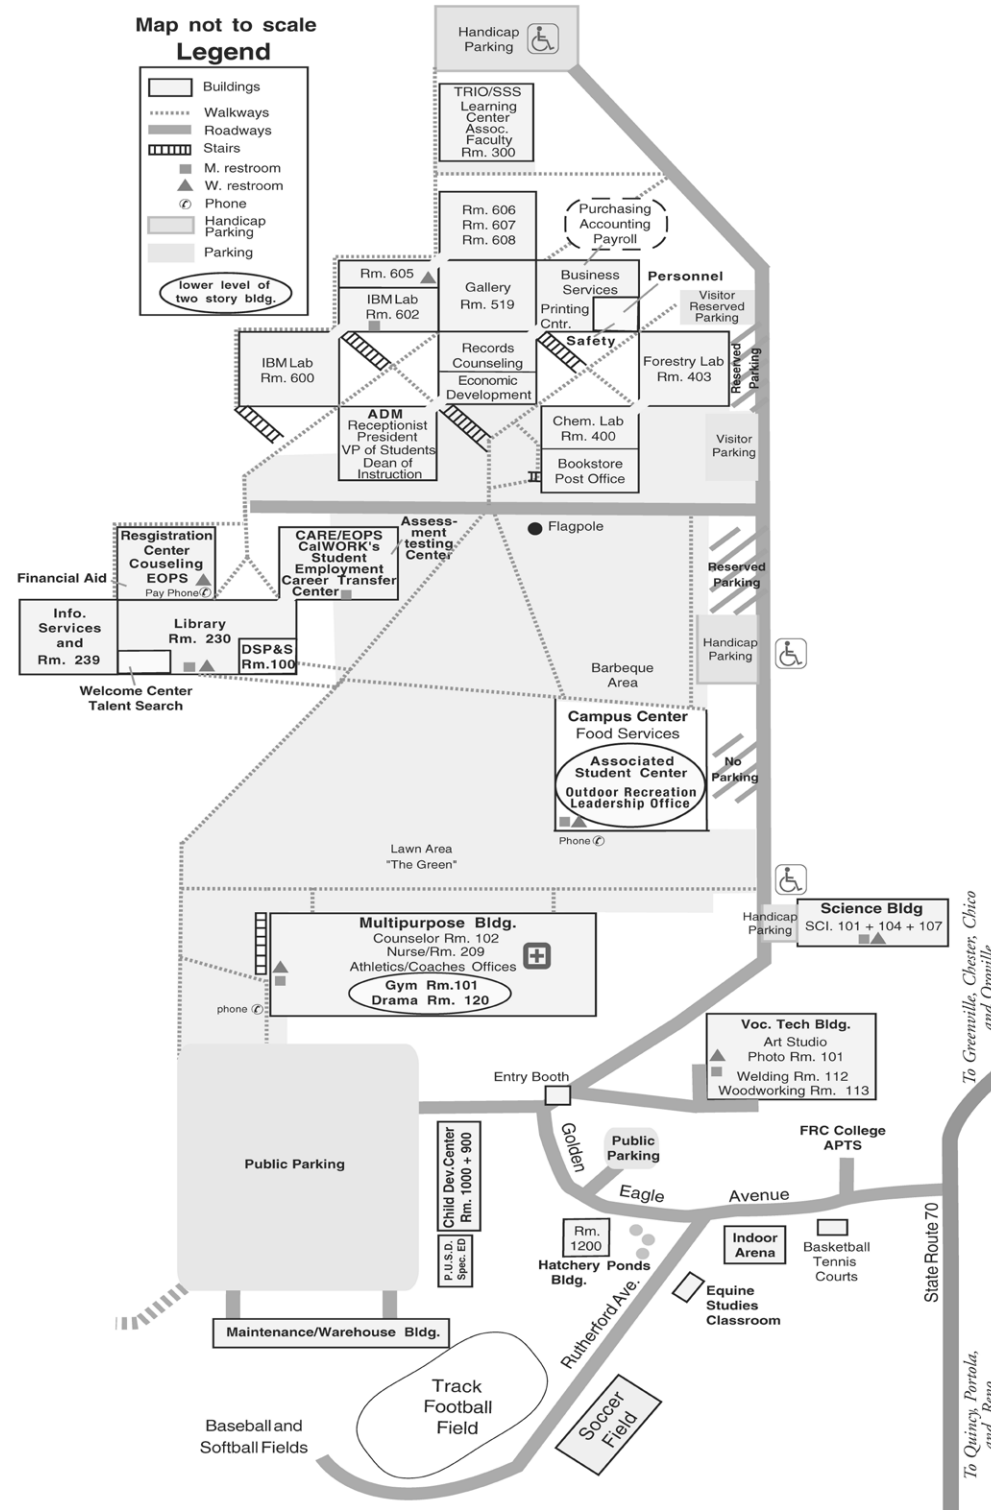 Map not to scale
Legend
Buildings
Walkways
Roadways
Stairs
M. restroom
W. restroom
Phone
Handicap
Parking
Parking
lower level of
two story bldg.
Handicap
Parking
TRIO/SSS
Learning
Center
Assoc.
Faculty
Rm. 300
Rm. 606
Rm. 607
Rm. 608
Purchasing
Accounting
Payroll
Rm. 605
IBM Lab
Rm. 602
Gallery
Rm. 519
Business
Services
Printing
Cntr.
Personnel
Safety
Visitor
Reserved
Parking
IBM Lab
Rm. 600
Records
Counseling
Economic
Development
Forestry Lab
Rm. 403
Reserved
Parking
ADM
Receptionist
President
VP of Students
Dean of
Instruction
Chem. Lab
Rm. 400
Bookstore
Post Office
Visitor
Parking
Flagpole
Resgistration
Center
Couseling
EOPS
Pay Phone
Financial Aid
CARE/EOPS
CalWORK's
Student
Employment
Career Transfer
Center
Assess-
ment
testing
Center
Reserved
Parking
Info.
Services
and
Rm. 239
Library
Rm. 230
DSP&S
Rm.100
Welcome Center
Talent Search
Handicap
Parking
Barbeque
Area
Campus Center
Food Services
Associated
Student Center
Outdoor Recreation
Leadership Office
Phone
No
Parking
Lawn Area
"The Green"
Multipurpose Bldg.
Counselor Rm. 102
Nurse/Rm. 209
Athletics/Coaches Offices
Gym Rm.101
Drama Rm. 120
phone
Handicap
Parking
Science Bldg
SCI. 101 + 104 + 107
To Greenville, Chester, Chico
and Oroville
Voc. Tech Bldg.
Art Studio
Photo Rm. 101
Welding Rm. 112
Woodworking Rm. 113
Entry Booth
Public Parking
Child Dev.Center
Rm. 1000 + 900
P.U.S.D.
Spec. ED
Golden
Eagle
Avenue
Public
Parking
FRC College
APTS
Rm.
1200
Hatchery
Bldg.
Ponds
Indoor
Arena
Basketball
Tennis
Courts
Equine
Studies
Classroom
Rutherford Ave.
State Route 70
Maintenance/Warehouse Bldg.
Track
Football
Field
Baseball and
Softball Fields
Soccer
Field
To Quincy, Portola,
and Reno